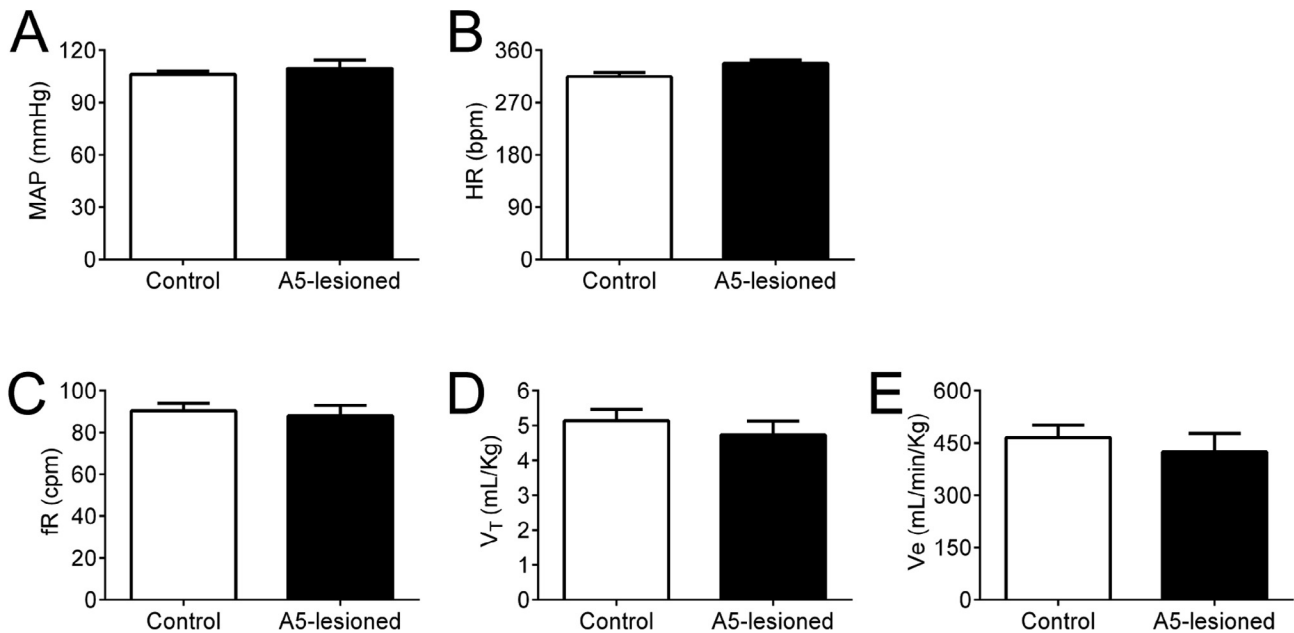 A
MAP (mmHg)
120
90
60
30
0
Control A5-lesioned
B
HR (bpm)
360
270
180
90
0
Control A5-lesioned
C
fR (cpm)
100
80
60
40
20
0
Control A5-lesioned
D
V_T (mL/Kg)
6
5
4
3
2
1
0
Control A5-lesioned
E
Ve (mL/min/Kg)
600
450
300
150
0
Control A5-lesioned